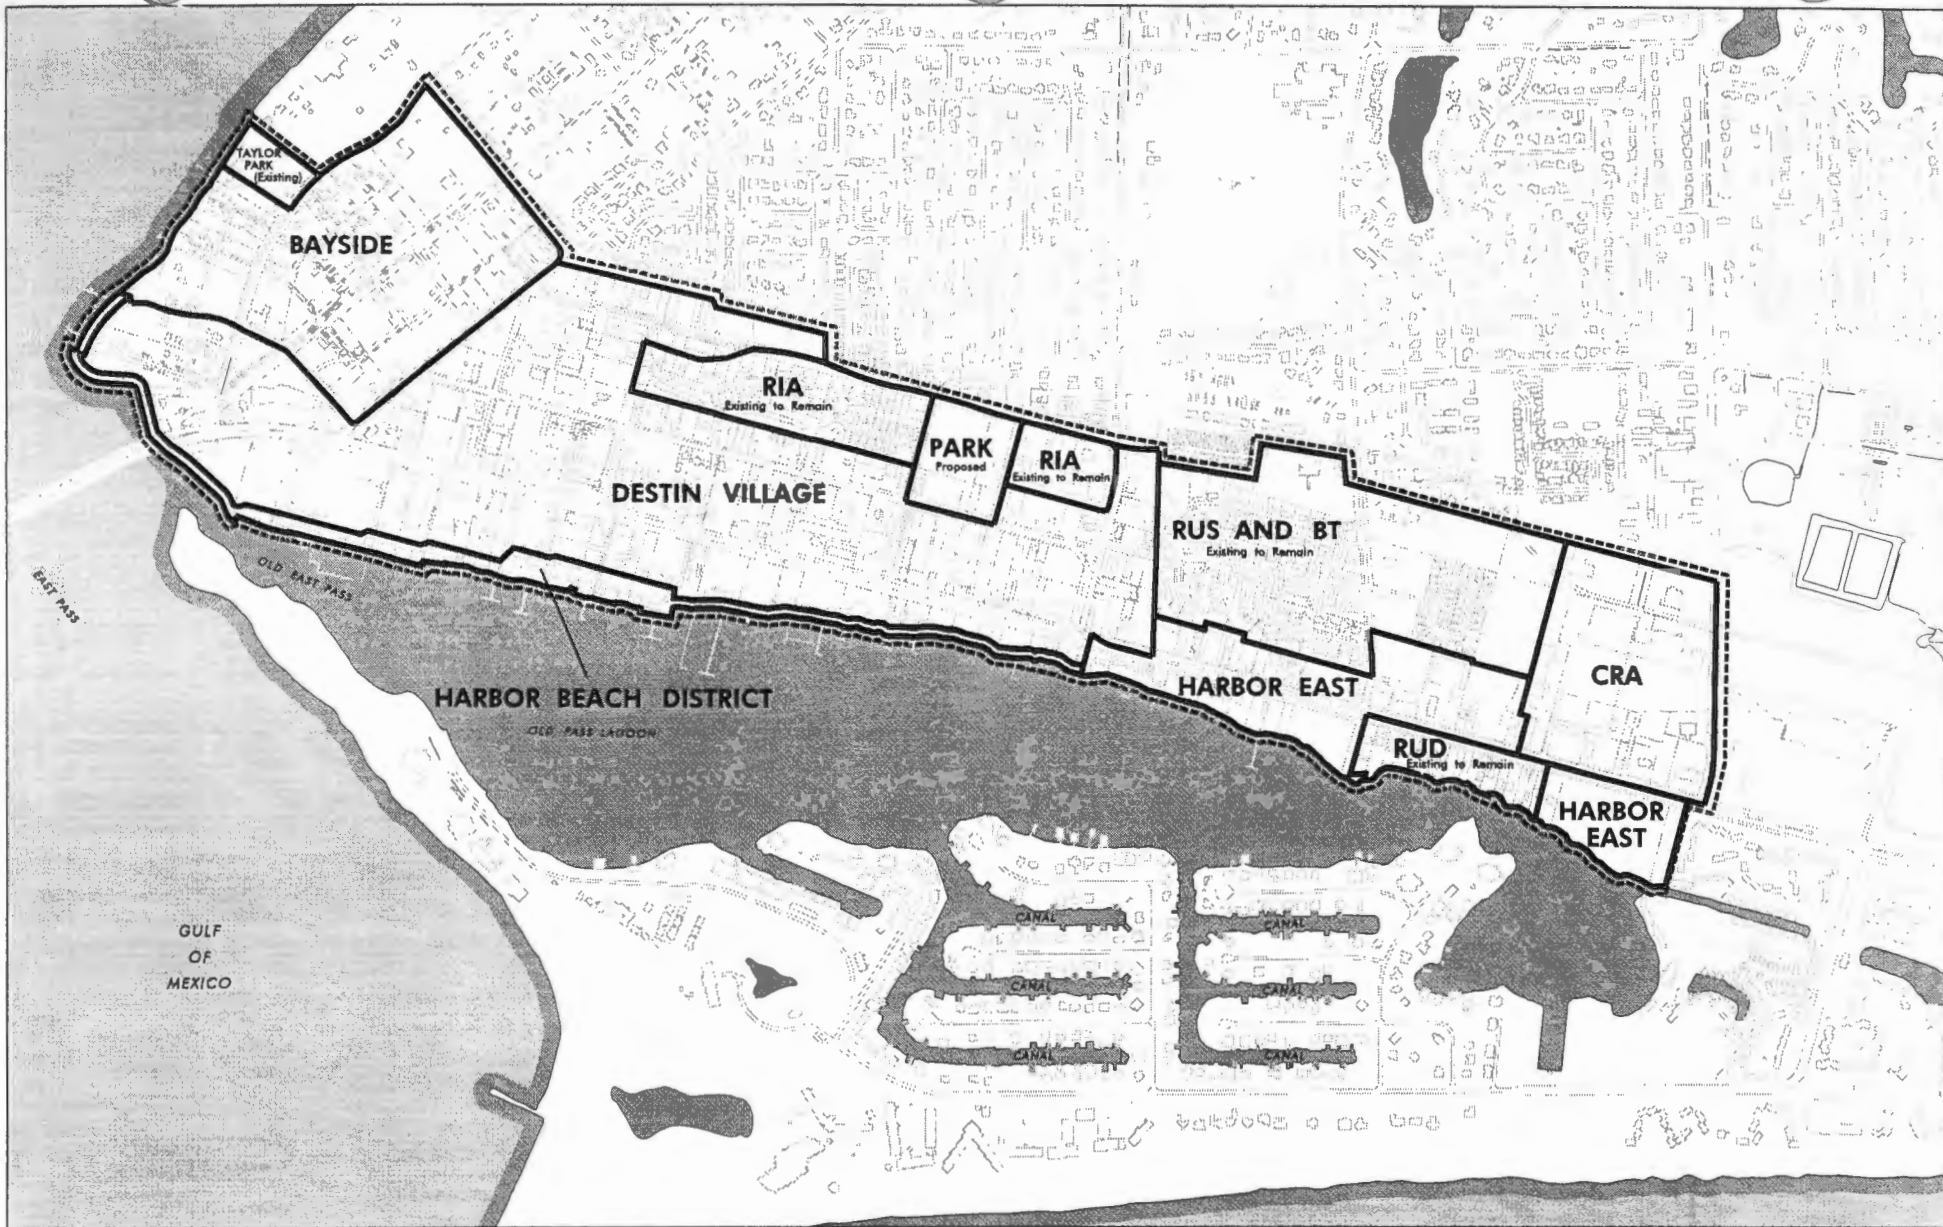 TAYLOR
PARK
(Existing)
BAYSIDE
RIA
Existing to Remain
PARK
Proposed
RIA
Existing to Remain
DESTIN VILLAGE
RUS AND BT
Existing to Remain
EAST PASS
OLD EAST PASS
HARBOR BEACH DISTRICT
OLD PASS LAGOON
HARBOR EAST
CRA
RUD
Existing to Remain
HARBOR
EAST
GULF
OF
MEXICO
CANAL
CANAL
CANAL
CANAL
CANAL
CANAL